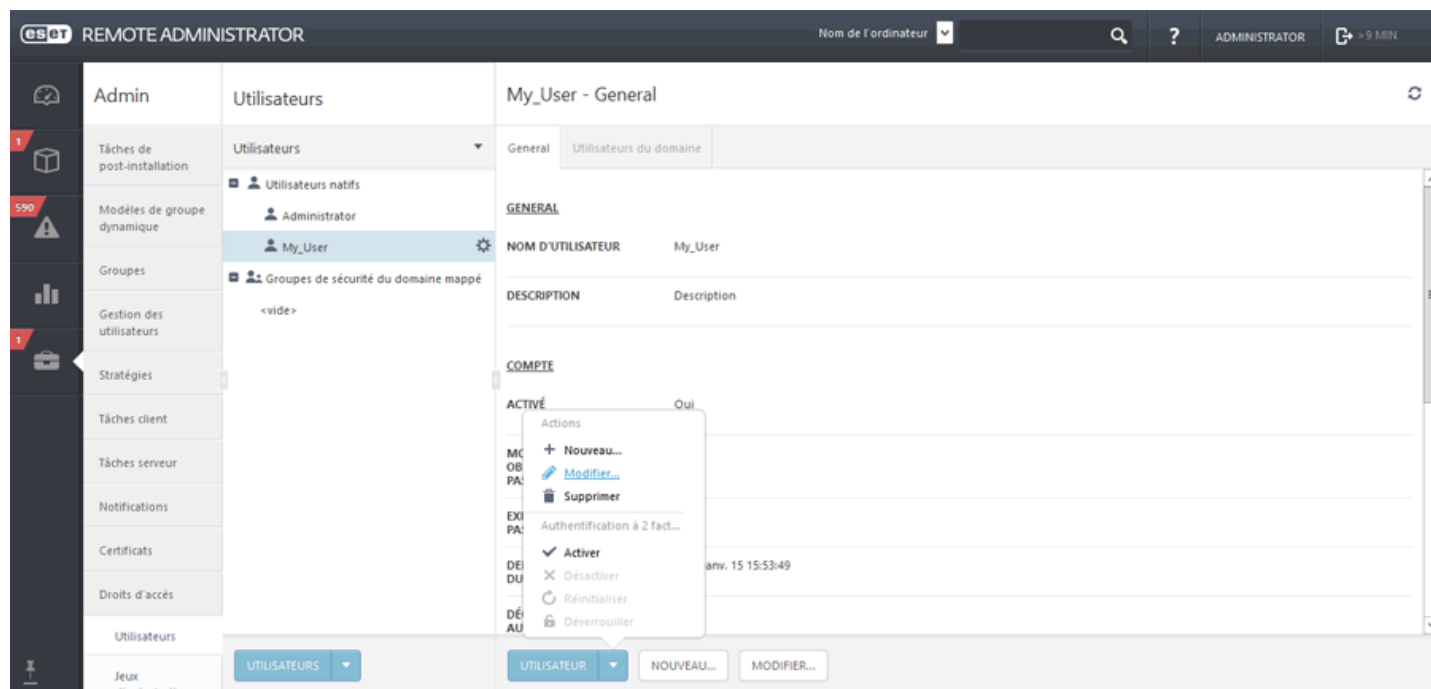 eseT REMOTE ADMINISTRATOR
Nom de l'ordinateur
?
ADMINISTRATOR
>9 MIN
Admin
Utilisateurs
My_User - General
1
590
1
Tâches de
post-installation
Modèles de groupe
dynamique
Groupes
Gestion des
utilisateurs
Stratégies
Tâches client
Tâches serveur
Notifications
Certificats
Droits d'accès
Utilisateurs
Jeux
Utilisateurs
Utilisateurs natifs
Administrator
My_User
Groupes de sécurité du domaine mappé
<vide>
UTILISATEURS
General
Utilisateurs du domaine
GENERAL
NOM D'UTILISATEUR
My_User
DESCRIPTION
Description
COMPTE
ACTIVÉ
Oui
anv. 15 15:53:49
Actions
Nouveau...
Modifier...
Supprimer
Authentification à 2 fact...
Activer
Désactiver
Réinitialiser
Déverrouiller
UTILISATEUR
NOUVEAU...
MODIFIER...